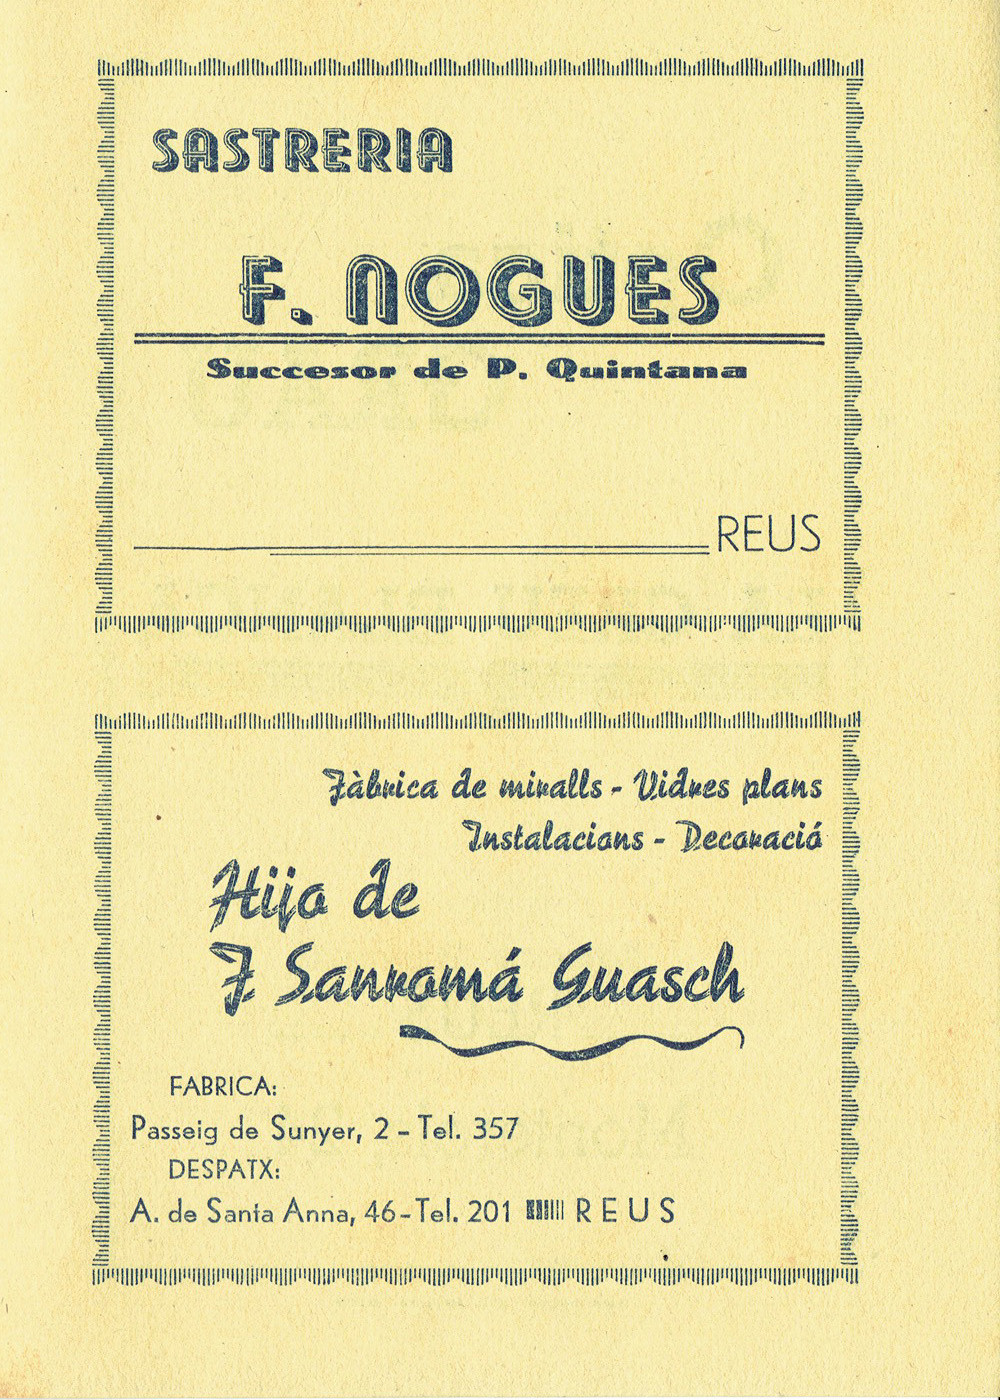 SASTRERIA
F. NOGUES
Succesor de P. Quintana
REUS
Fàbrica de miralls - Vidres plans
Instalacions - Decoració
Hijo de
J. Sanromá Guasch
FABRICA:
Passeig de Sunyer, 2 - Tel. 357
DESPATX:
A. de Santa Anna, 46 - Tel. 201 REUS